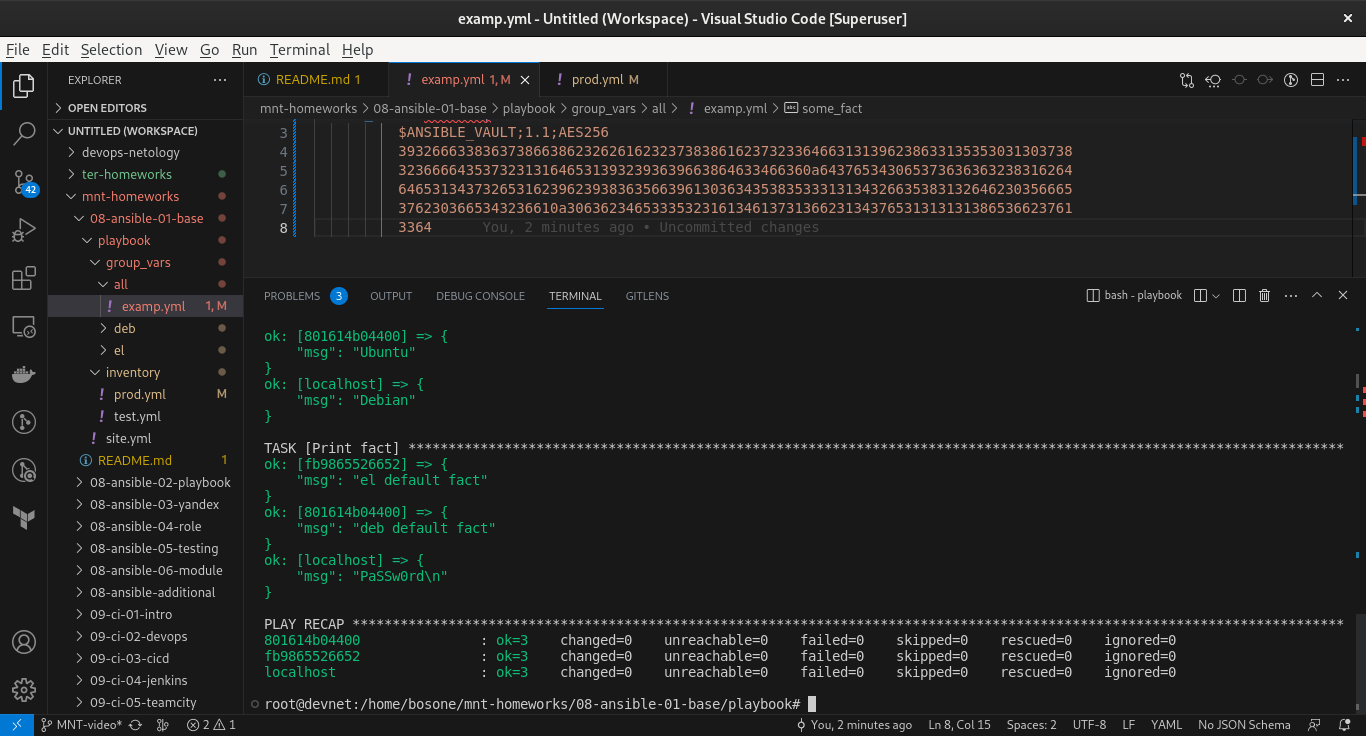 examp.yml - Untitled (Workspace) - Visual Studio Code [Superuser]
File Edit Selection View Go Run Terminal Help
EXPLORER
README.md 1
examp.yml 1, M
prod.yml M
OPEN EDITORS
mnt-homeworks > 08-ansible-01-base > playbook > group_vars > all > ! examp.yml > some_fact
UNTITLED (WORKSPACE)
devops-netology
ter-homeworks
42
mnt-homeworks
08-ansible-01-base
playbook
group_vars
all
! examp.yml 1, M
deb
el
inventory
! prod.yml M
! test.yml
! site.yml
README.md 1
08-ansible-02-playbook
08-ansible-03-yandex
08-ansible-04-role
08-ansible-05-testing
08-ansible-06-module
08-ansible-additional
09-ci-01-intro
09-ci-02-devops
09-ci-03-cicd
09-ci-04-jenkins
09-ci-05-teamcity
3 $ANSIBLE_VAULT;1.1;AES256
4 39326663383637386638623262616232373838616237323364663131396238633135353031303738
5 3236666435373231316465313932393639663864633466360a643765343065373636363238316264
6 64653134373265316239623938363566396130363435383533313134326635383132646230356665
7 3762303665343236610a306362346533353231613461373136623134376531313131386536623761
8 3364 You, 2 minutes ago • Uncommitted changes
PROBLEMS 3 OUTPUT DEBUG CONSOLE TERMINAL GITLENS
bash - playbook
ok: [801614b04400] => {
"msg": "Ubuntu"
}
ok: [localhost] => {
"msg": "Debian"
}
TASK [Print fact] *********************************************************************************************************************
ok: [fb9865526652] => {
"msg": "el default fact"
}
ok: [801614b04400] => {
"msg": "deb default fact"
}
ok: [localhost] => {
"msg": "PaSSw0rd\n"
}
PLAY RECAP ****************************************************************************************************************************
801614b04400 : ok=3 changed=0 unreachable=0 failed=0 skipped=0 rescued=0 ignored=0
fb9865526652 : ok=3 changed=0 unreachable=0 failed=0 skipped=0 rescued=0 ignored=0
localhost : ok=3 changed=0 unreachable=0 failed=0 skipped=0 rescued=0 ignored=0
root@devnet:/home/bosone/mnt-homeworks/08-ansible-01-base/playbook#
MNT-video* 2 1 You, 2 minutes ago Ln 8, Col 15 Spaces: 2 UTF-8 LF YAML No JSON Schema